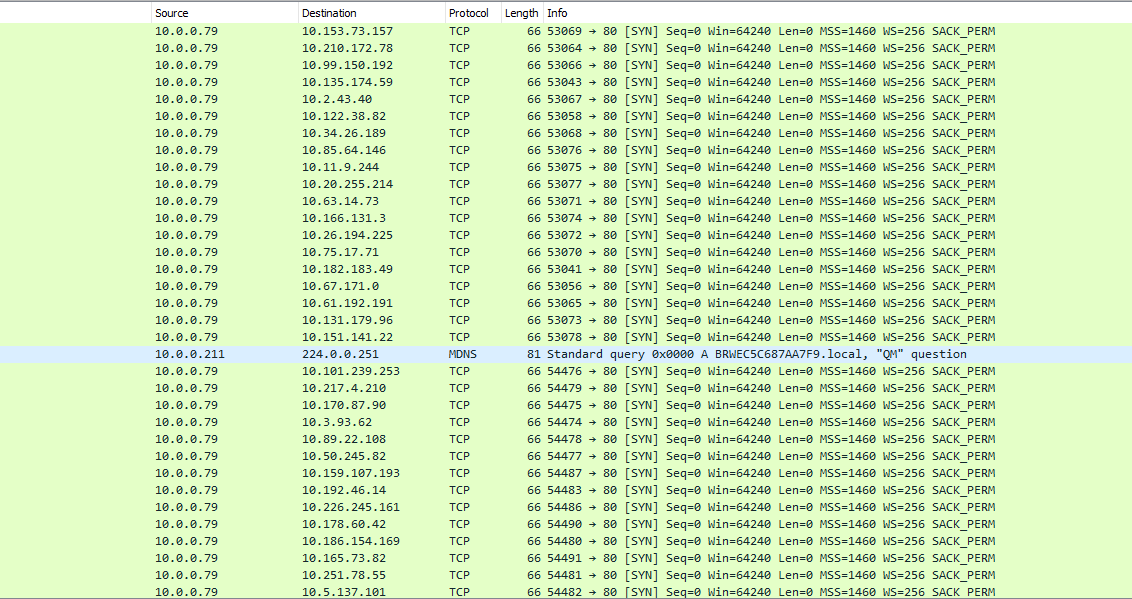 Source Destination Protocol Length Info
10.0.0.79 10.153.73.157 TCP 66 53069 → 80 [SYN] Seq=0 Win=64240 Len=0 MSS=1460 WS=256 SACK_PERM
10.0.0.79 10.210.172.78 TCP 66 53064 → 80 [SYN] Seq=0 Win=64240 Len=0 MSS=1460 WS=256 SACK_PERM
10.0.0.79 10.99.150.192 TCP 66 53066 → 80 [SYN] Seq=0 Win=64240 Len=0 MSS=1460 WS=256 SACK_PERM
10.0.0.79 10.135.174.59 TCP 66 53043 → 80 [SYN] Seq=0 Win=64240 Len=0 MSS=1460 WS=256 SACK_PERM
10.0.0.79 10.2.43.40 TCP 66 53067 → 80 [SYN] Seq=0 Win=64240 Len=0 MSS=1460 WS=256 SACK_PERM
10.0.0.79 10.122.38.82 TCP 66 53058 → 80 [SYN] Seq=0 Win=64240 Len=0 MSS=1460 WS=256 SACK_PERM
10.0.0.79 10.34.26.189 TCP 66 53068 → 80 [SYN] Seq=0 Win=64240 Len=0 MSS=1460 WS=256 SACK_PERM
10.0.0.79 10.85.64.146 TCP 66 53076 → 80 [SYN] Seq=0 Win=64240 Len=0 MSS=1460 WS=256 SACK_PERM
10.0.0.79 10.11.9.244 TCP 66 53075 → 80 [SYN] Seq=0 Win=64240 Len=0 MSS=1460 WS=256 SACK_PERM
10.0.0.79 10.20.255.214 TCP 66 53077 → 80 [SYN] Seq=0 Win=64240 Len=0 MSS=1460 WS=256 SACK_PERM
10.0.0.79 10.63.14.73 TCP 66 53071 → 80 [SYN] Seq=0 Win=64240 Len=0 MSS=1460 WS=256 SACK_PERM
10.0.0.79 10.166.131.3 TCP 66 53074 → 80 [SYN] Seq=0 Win=64240 Len=0 MSS=1460 WS=256 SACK_PERM
10.0.0.79 10.26.194.225 TCP 66 53072 → 80 [SYN] Seq=0 Win=64240 Len=0 MSS=1460 WS=256 SACK_PERM
10.0.0.79 10.75.17.71 TCP 66 53070 → 80 [SYN] Seq=0 Win=64240 Len=0 MSS=1460 WS=256 SACK_PERM
10.0.0.79 10.182.183.49 TCP 66 53041 → 80 [SYN] Seq=0 Win=64240 Len=0 MSS=1460 WS=256 SACK_PERM
10.0.0.79 10.67.171.0 TCP 66 53056 → 80 [SYN] Seq=0 Win=64240 Len=0 MSS=1460 WS=256 SACK_PERM
10.0.0.79 10.61.192.191 TCP 66 53065 → 80 [SYN] Seq=0 Win=64240 Len=0 MSS=1460 WS=256 SACK_PERM
10.0.0.79 10.131.179.96 TCP 66 53073 → 80 [SYN] Seq=0 Win=64240 Len=0 MSS=1460 WS=256 SACK_PERM
10.0.0.79 10.151.141.22 TCP 66 53078 → 80 [SYN] Seq=0 Win=64240 Len=0 MSS=1460 WS=256 SACK_PERM
10.0.0.211 224.0.0.251 MDNS 81 Standard query 0x0000 A BRWEC5C687AA7F9.local, "QM" question
10.0.0.79 10.101.239.253 TCP 66 54476 → 80 [SYN] Seq=0 Win=64240 Len=0 MSS=1460 WS=256 SACK_PERM
10.0.0.79 10.217.4.210 TCP 66 54479 → 80 [SYN] Seq=0 Win=64240 Len=0 MSS=1460 WS=256 SACK_PERM
10.0.0.79 10.170.87.90 TCP 66 54475 → 80 [SYN] Seq=0 Win=64240 Len=0 MSS=1460 WS=256 SACK_PERM
10.0.0.79 10.3.93.62 TCP 66 54474 → 80 [SYN] Seq=0 Win=64240 Len=0 MSS=1460 WS=256 SACK_PERM
10.0.0.79 10.89.22.108 TCP 66 54478 → 80 [SYN] Seq=0 Win=64240 Len=0 MSS=1460 WS=256 SACK_PERM
10.0.0.79 10.50.245.82 TCP 66 54477 → 80 [SYN] Seq=0 Win=64240 Len=0 MSS=1460 WS=256 SACK_PERM
10.0.0.79 10.159.107.193 TCP 66 54487 → 80 [SYN] Seq=0 Win=64240 Len=0 MSS=1460 WS=256 SACK_PERM
10.0.0.79 10.192.46.14 TCP 66 54483 → 80 [SYN] Seq=0 Win=64240 Len=0 MSS=1460 WS=256 SACK_PERM
10.0.0.79 10.226.245.161 TCP 66 54486 → 80 [SYN] Seq=0 Win=64240 Len=0 MSS=1460 WS=256 SACK_PERM
10.0.0.79 10.178.60.42 TCP 66 54490 → 80 [SYN] Seq=0 Win=64240 Len=0 MSS=1460 WS=256 SACK_PERM
10.0.0.79 10.186.154.169 TCP 66 54480 → 80 [SYN] Seq=0 Win=64240 Len=0 MSS=1460 WS=256 SACK_PERM
10.0.0.79 10.165.73.82 TCP 66 54491 → 80 [SYN] Seq=0 Win=64240 Len=0 MSS=1460 WS=256 SACK_PERM
10.0.0.79 10.251.78.55 TCP 66 54481 → 80 [SYN] Seq=0 Win=64240 Len=0 MSS=1460 WS=256 SACK_PERM
10.0.0.79 10.5.137.101 TCP 66 54482 → 80 [SYN] Seq=0 Win=64240 Len=0 MSS=1460 WS=256 SACK_PERM